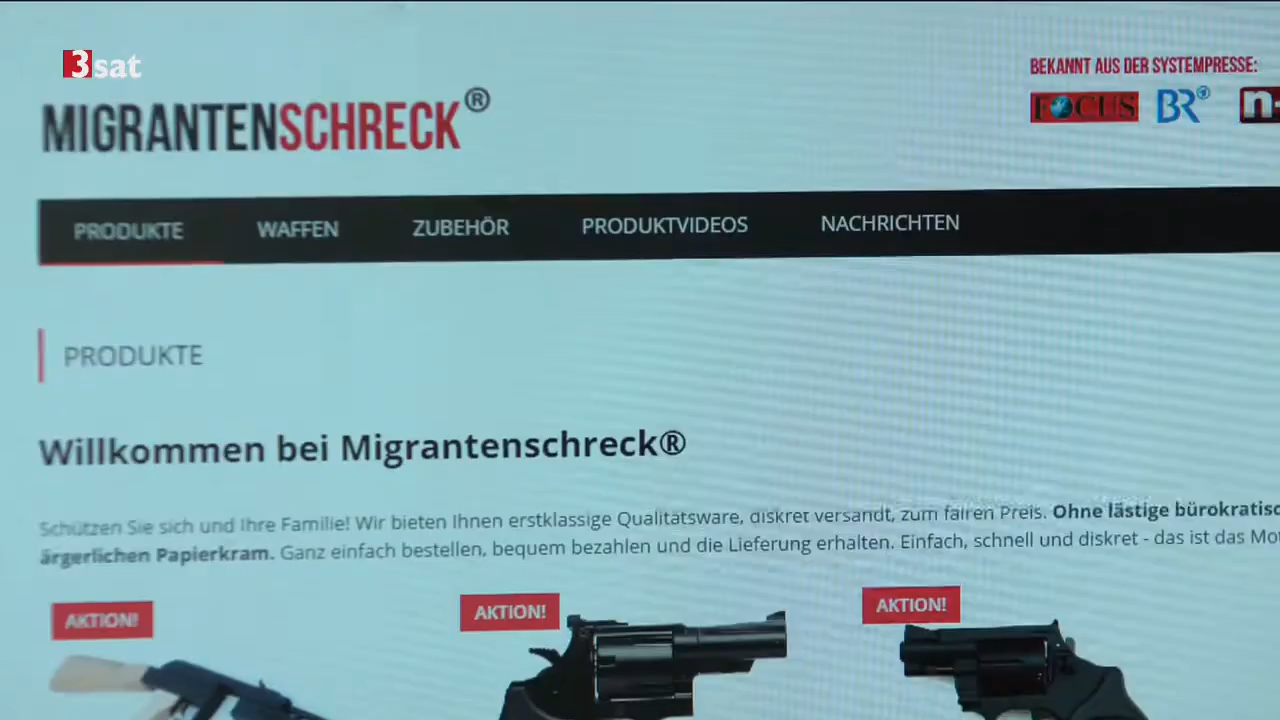 3sat
BEKANNT AUS DER SYSTEMPRESSE:
FOCUS BR
MIGRANTENSCHRECK®
PRODUKTE WAFFEN ZUBEHÖR PRODUKTVIDEOS NACHRICHTEN
PRODUKTE
Willkommen bei Migrantenschreck®
Schützen Sie sich und Ihre Familie! Wir bieten Ihnen erstklassige Qualitätsware, diskret versandt, zum fairen Preis. Ohne lästige
ärgerlichen Papierkram. Ganz einfach bestellen, bequem bezahlen und die Lieferung erhalten. Einfach, schnell und diskret - das ist das
AKTION! AKTION! AKTION!